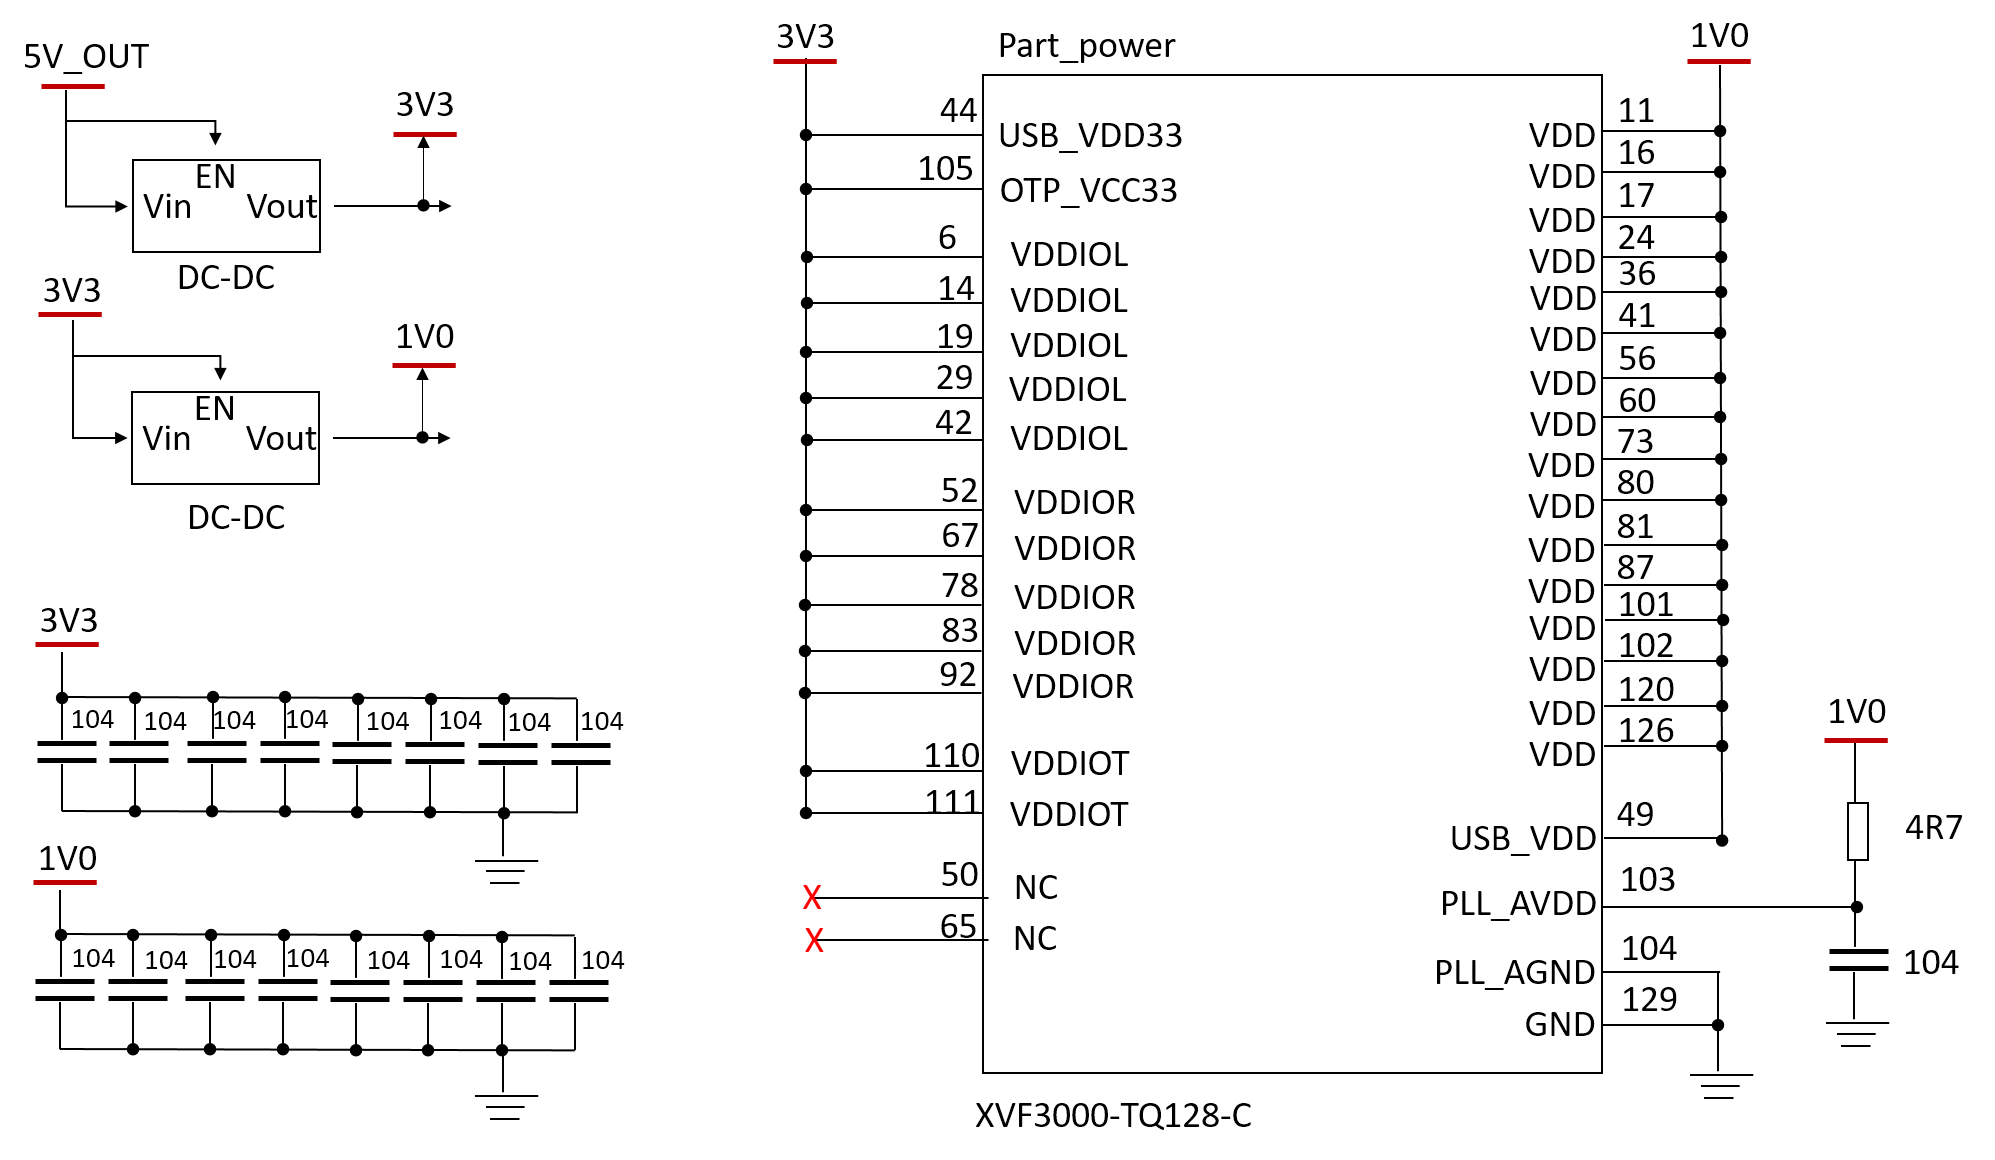 5V_OUT
3V3
EN
Vin
Vout
DC-DC
3V3
1V0
EN
Vin
Vout
DC-DC
3V3
104 104 104 104 104 104 104 104
1V0
104 104 104 104 104 104 104 104
3V3
Part_power
1V0
44 USB_VDD33
105 OTP_VCC33
6 VDDIOL
14 VDDIOL
19 VDDIOL
29 VDDIOL
42 VDDIOL
52 VDDIOR
67 VDDIOR
78 VDDIOR
83 VDDIOR
92 VDDIOR
110 VDDIOT
111 VDDIOT
X 50 NC
X 65 NC
VDD 11
VDD 16
VDD 17
VDD 24
VDD 36
VDD 41
VDD 56
VDD 60
VDD 73
VDD 80
VDD 81
VDD 87
VDD 101
VDD 102
VDD 120
VDD 126
USB_VDD 49
PLL_AVDD 103
PLL_AGND 104
GND 129
1V0
4R7
104
XVF3000-TQ128-C